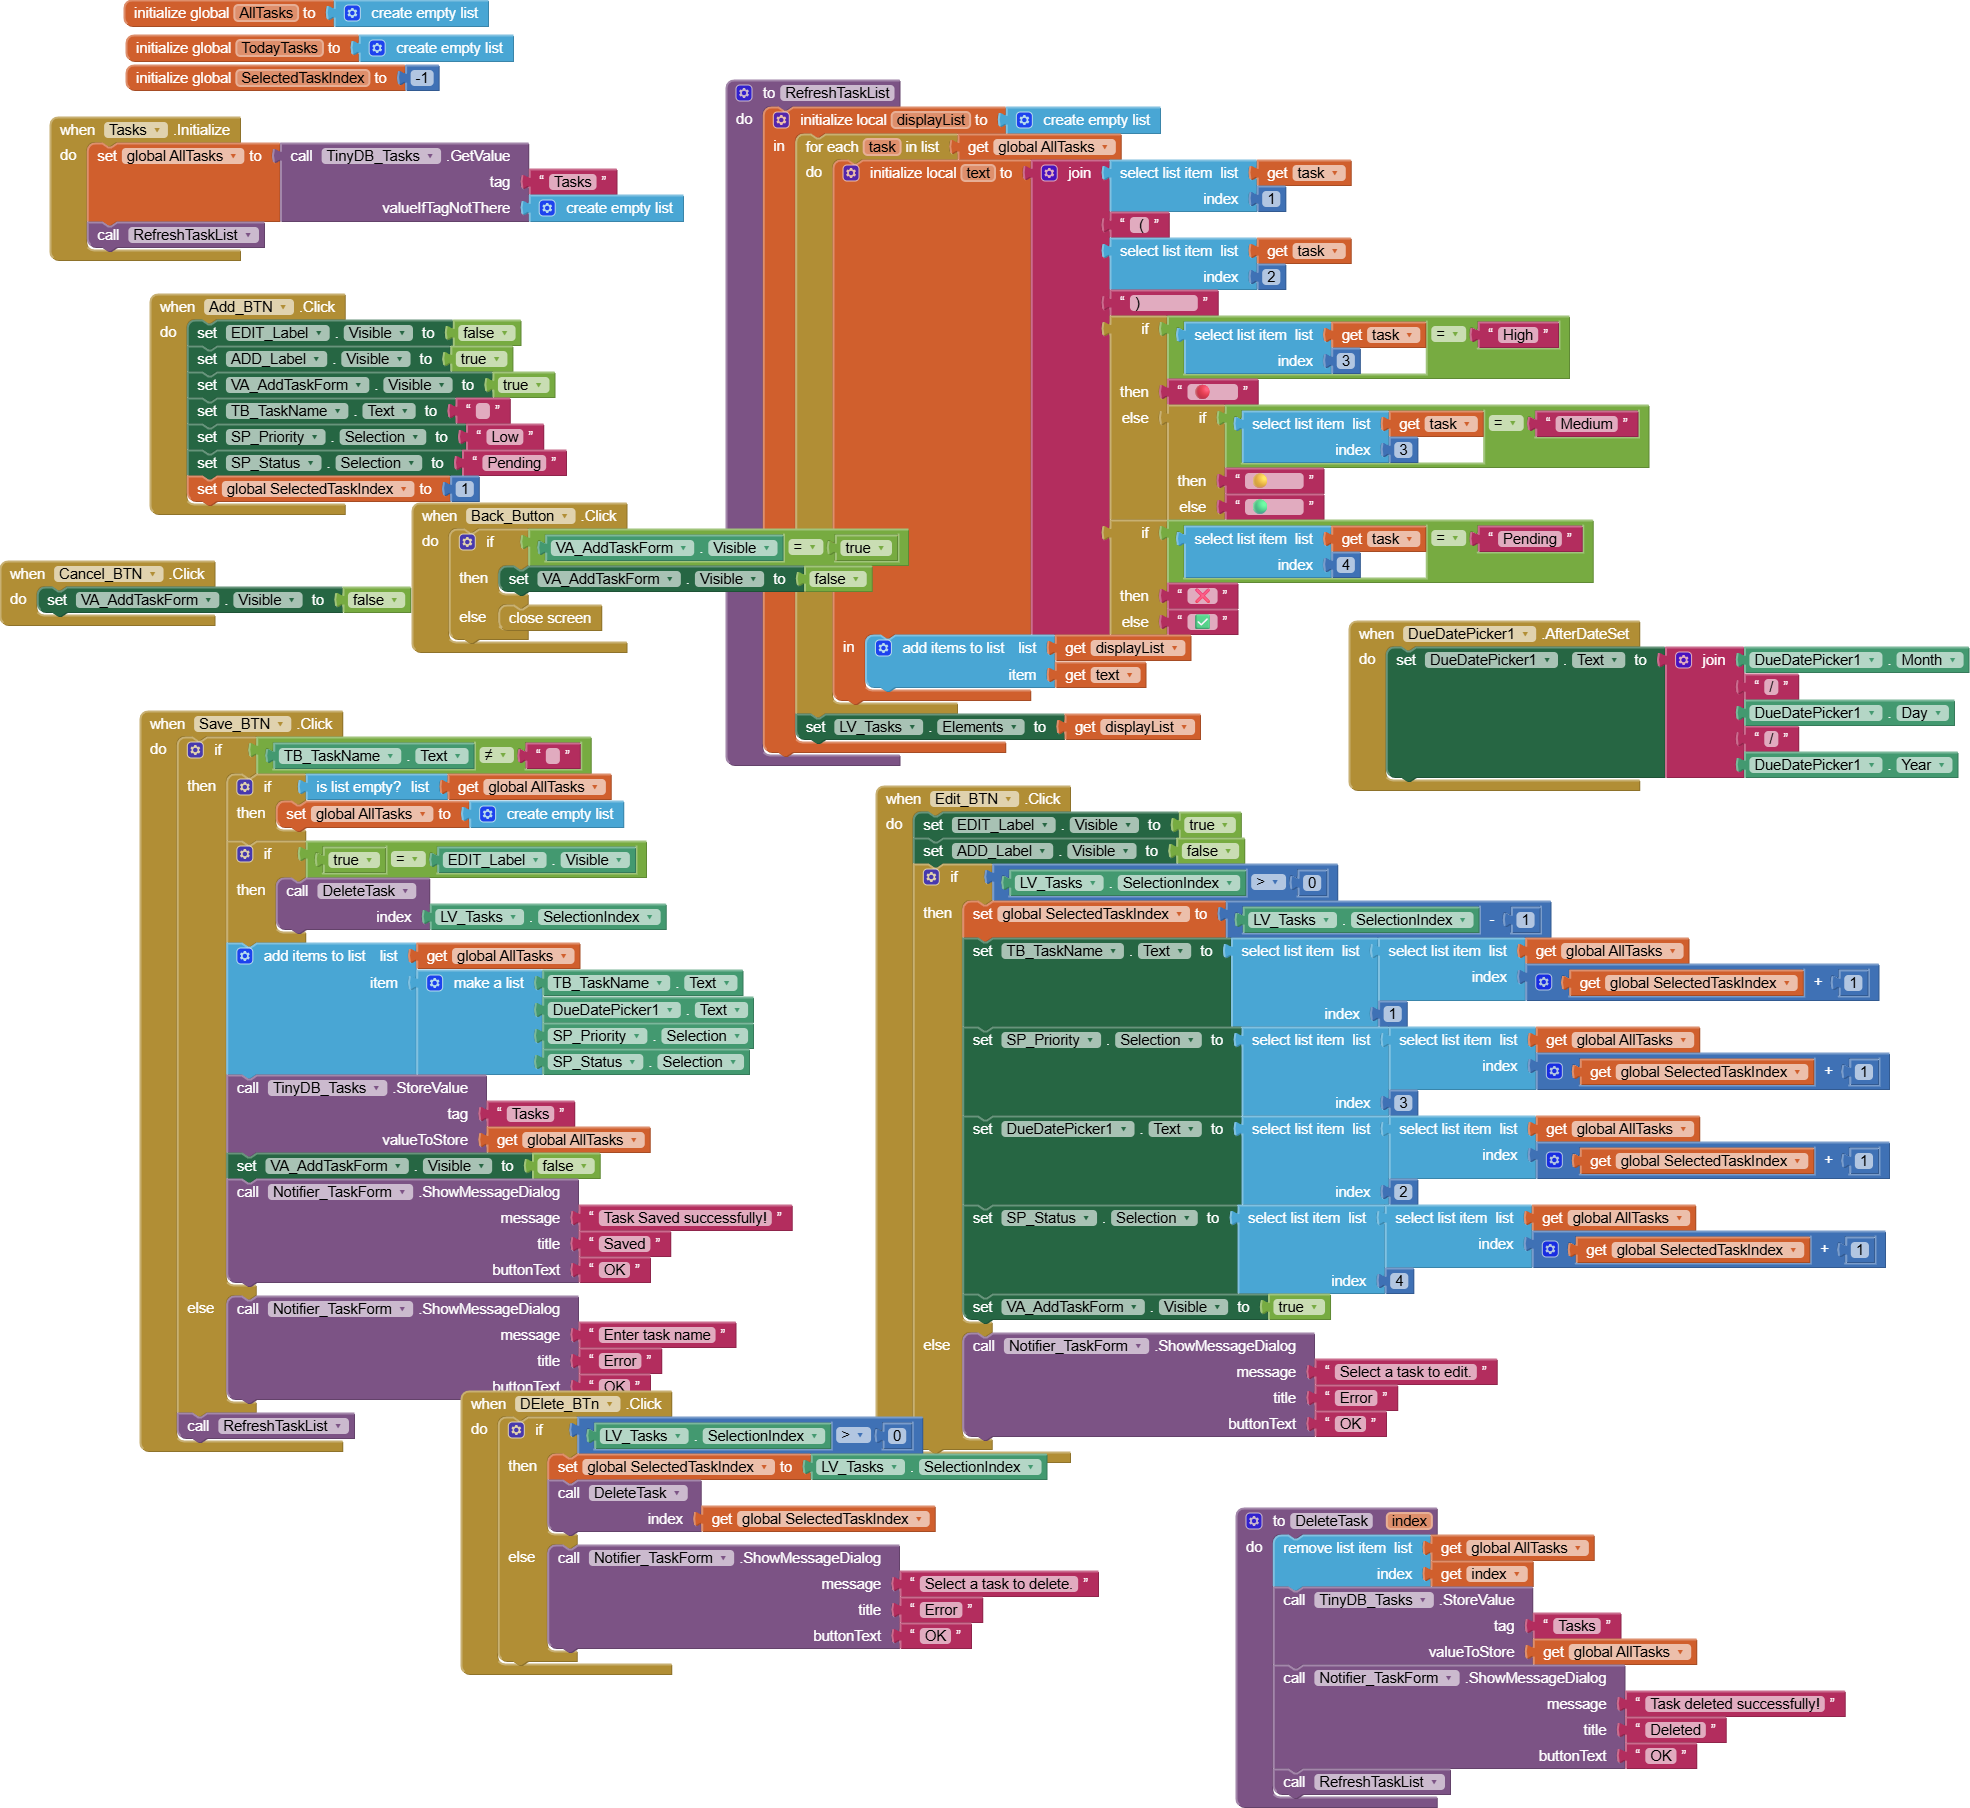 initialize global AllTasks to create empty list
initialize global TodayTasks to create empty list
initialize global SelectedTaskIndex to -1
when Tasks .Initialize
do set global AllTasks to call TinyDB_Tasks .GetValue
tag " Tasks "
valueIfTagNotThere create empty list
call RefreshTaskList
when Add_BTN .Click
do set EDIT_Label . Visible to false
set ADD_Label . Visible to true
set VA_AddTaskForm . Visible to true
set TB_TaskName . Text to " "
set SP_Priority . Selection to " Low "
set SP_Status . Selection to " Pending "
set global SelectedTaskIndex to 1
when Back_Button .Click
do if VA_AddTaskForm . Visible = true
then set VA_AddTaskForm . Visible to false
else close screen
when Cancel_BTN .Click
do set VA_AddTaskForm . Visible to false
to RefreshTaskList
do initialize local displayList to create empty list
in for each task in list get global AllTasks
do initialize local text to join select list item list get task
index 1
" ( "
select list item list get task
index 2
" ) "
if select list item list get task = " High "
index 3
then " 🔴 "
else if select list item list get task = " Medium "
index 3
then " 🟡 "
else " 🟢 "
if select list item list get task = " Pending "
index 4
then " ❌ "
else " ✅ "
in add items to list list get displayList
item get text
set LV_Tasks . Elements to get displayList
when DueDatePicker1 .AfterDateSet
do set DueDatePicker1 . Text to join DueDatePicker1 . Month
" / "
DueDatePicker1 . Day
" / "
DueDatePicker1 . Year
when Save_BTN .Click
do if TB_TaskName . Text ≠ " "
then if is list empty? list get global AllTasks
then set global AllTasks to create empty list
if true = EDIT_Label . Visible
then call DeleteTask
index LV_Tasks . SelectionIndex
add items to list list get global AllTasks
item make a list TB_TaskName . Text
DueDatePicker1 . Text
SP_Priority . Selection
SP_Status . Selection
call TinyDB_Tasks .StoreValue
tag " Tasks "
valueToStore get global AllTasks
set VA_AddTaskForm . Visible to false
call Notifier_TaskForm .ShowMessageDialog
message " Task Saved successfully! "
title " Saved "
buttonText " OK "
else call Notifier_TaskForm .ShowMessageDialog
message " Enter task name "
title " Error "
buttonText " OK "
call RefreshTaskList
when Edit_BTN .Click
do set EDIT_Label . Visible to true
set ADD_Label . Visible to false
if LV_Tasks . SelectionIndex > 0
then set global SelectedTaskIndex to LV_Tasks . SelectionIndex - 1
set TB_TaskName . Text to select list item list select list item list get global AllTasks
index get global SelectedTaskIndex + 1
index 1
set SP_Priority . Selection to select list item list select list item list get global AllTasks
index get global SelectedTaskIndex + 1
index 3
set DueDatePicker1 . Text to select list item list select list item list get global AllTasks
index get global SelectedTaskIndex + 1
index 2
set SP_Status . Selection to select list item list select list item list get global AllTasks
index get global SelectedTaskIndex + 1
index 4
set VA_AddTaskForm . Visible to true
else call Notifier_TaskForm .ShowMessageDialog
message " Select a task to edit. "
title " Error "
buttonText " OK "
when DElete_BTn .Click
do if LV_Tasks . SelectionIndex > 0
then set global SelectedTaskIndex to LV_Tasks . SelectionIndex
call DeleteTask
index get global SelectedTaskIndex
else call Notifier_TaskForm .ShowMessageDialog
message " Select a task to delete. "
title " Error "
buttonText " OK "
to DeleteTask index
do remove list item list get global AllTasks
index get index
call TinyDB_Tasks .StoreValue
tag " Tasks "
valueToStore get global AllTasks
call Notifier_TaskForm .ShowMessageDialog
message " Task deleted successfully! "
title " Deleted "
buttonText " OK "
call RefreshTaskList